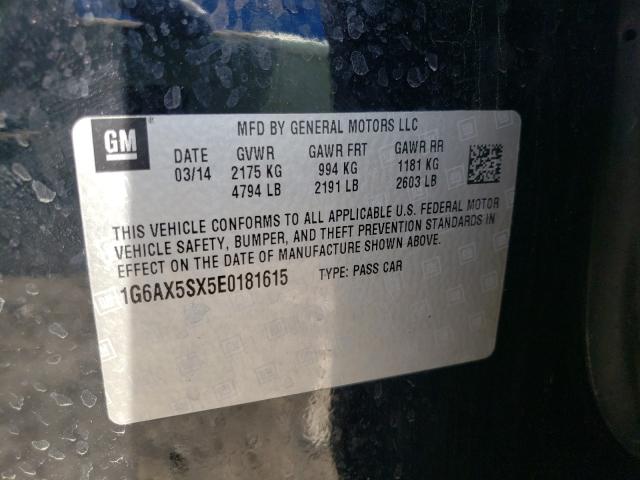 GM
MFD BY GENERAL MOTORS LLC
DATE GVWR GAWR FRT GAWR RR
03/14 2175 KG 994 KG 1181 KG
4794 LB 2191 LB 2603 LB
THIS VEHICLE CONFORMS TO ALL APPLICABLE U.S. FEDERAL MOTOR
VEHICLE SAFETY, BUMPER, AND THEFT PREVENTION STANDARDS IN
EFFECT ON THE DATE OF MANUFACTURE SHOWN ABOVE.
1G6AX5SX5E0181615 TYPE: PASS CAR